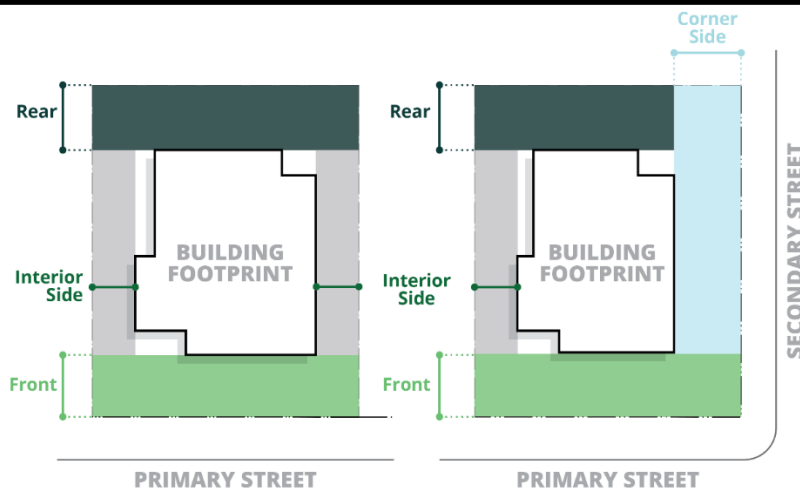 Corner
Side
Rear
Rear
BUILDING
FOOTPRINT
BUILDING
FOOTPRINT
Interior
Side
Interior
Side
Front
Front
PRIMARY STREET
PRIMARY STREET
SECONDARY STREET